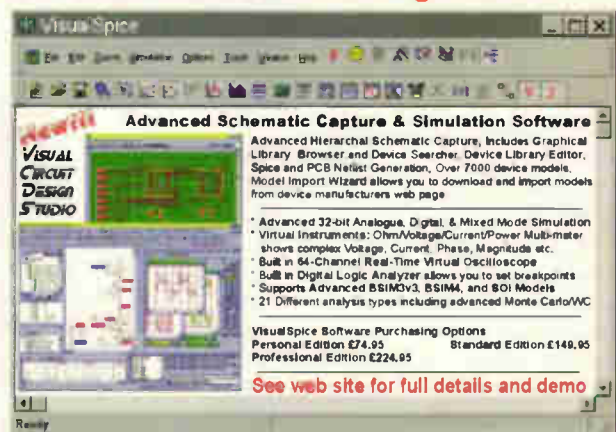 VisualSpice
Advanced Schematic Capture & Simulation Software
New!!!
VISUAL
CIRCUIT
DESIGN
STUDIO
Advanced Hierarchal Schematic Capture, Includes Graphical
Library Browser and Device Searcher, Device Library Editor,
Spice and PCB Netlist Generation, Over 7000 device models,
Model Import Wizard allows you to download and import models
from device manufacturers web page
* Advanced 32-bit Analogue, Digital, & Mixed Mode Simulation
* Virtual Instruments: Ohm/Voltage/Current/Power Multi-meter
shows complex Voltage, Current, Phase, Magnitude etc.
* Built in 64-Channel Real-Time Virtual Oscilloscope
* Built in Digital Logic Analyzer allows you to set breakpoints
* Supports Advanced BSIM3v3, BSIM4, and SOI Models
* 21 Different analysis types including advanced Monte Carlo/WC
VisualSpice Software Purchasing Options
Personal Edition £74.95 Standard Edition £149.95
Professional Edition £224.95
See web site for full details and demo
Ready